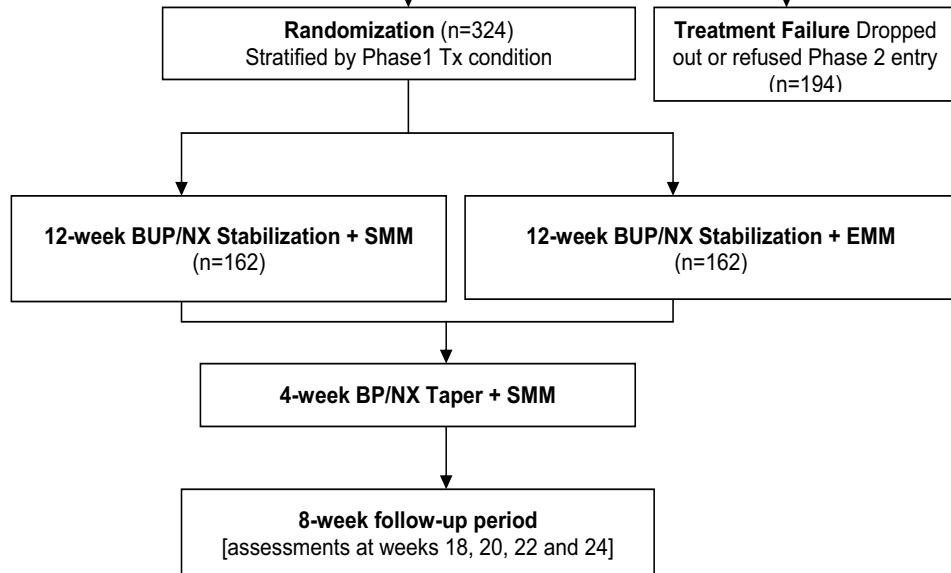 Randomization (n=324)
Stratified by Phase1 Tx condition
Treatment Failure Dropped
out or refused Phase 2 entry
(n=194)
12-week BUP/NX Stabilization + SMM
(n=162)
12-week BUP/NX Stabilization + EMM
(n=162)
4-week BP/NX Taper + SMM
8-week follow-up period
[assessments at weeks 18, 20, 22 and 24]